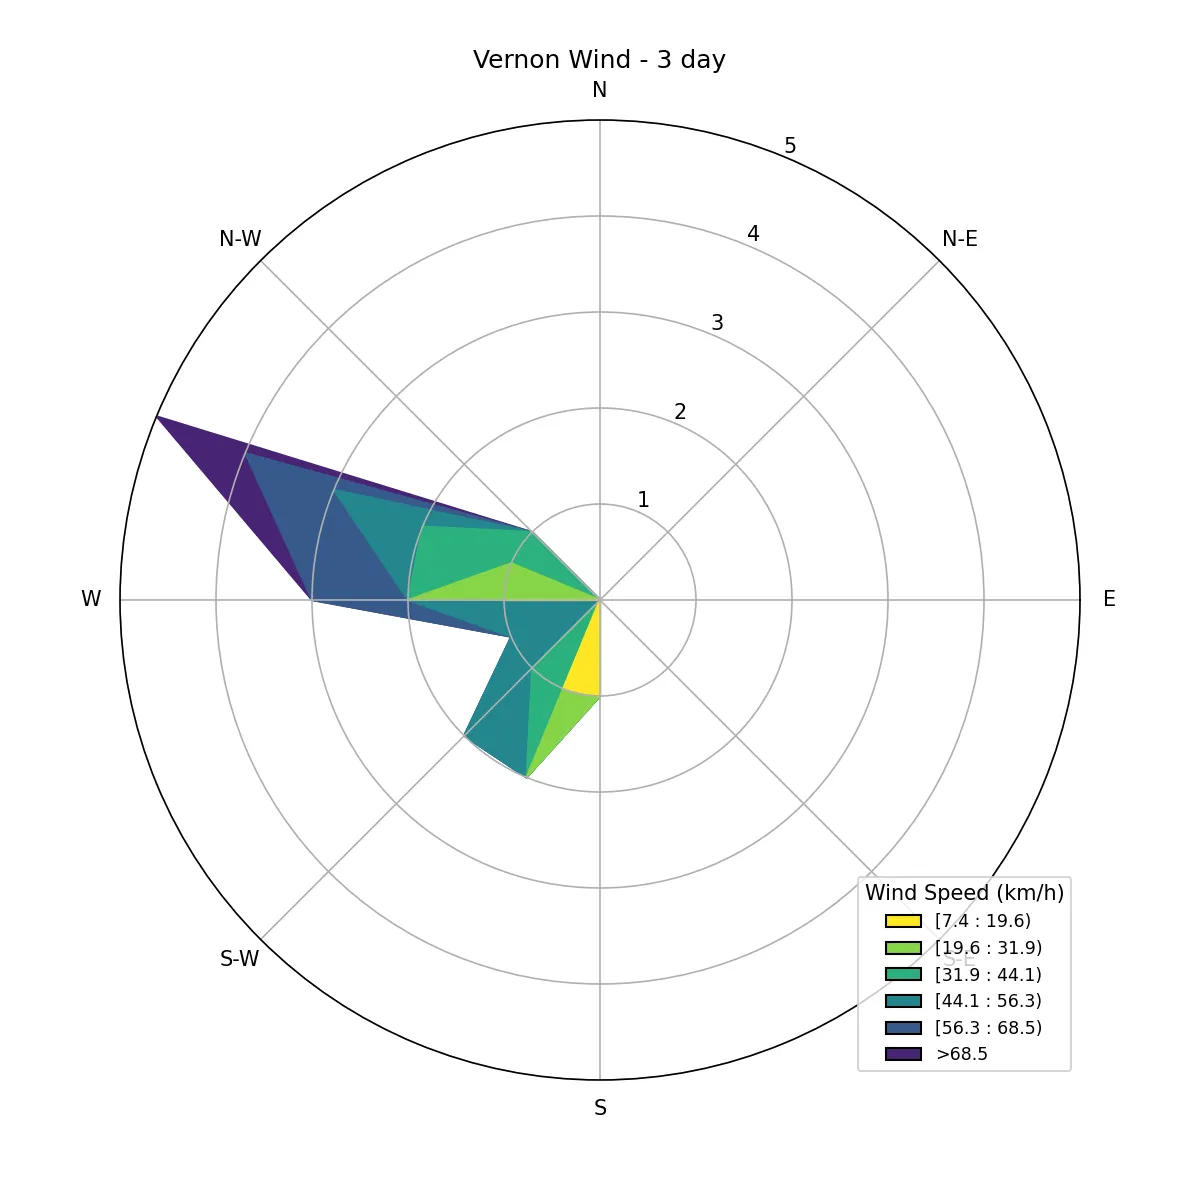 Vernon Wind - 3 day
N
5
N-W
N-E
4
3
2
1
W
E
Wind Speed (km/h)
[7.4 : 19.6)
[19.6 : 31.9)
S-W
S-E
[31.9 : 44.1)
[44.1 : 56.3)
[56.3 : 68.5)
>68.5
S